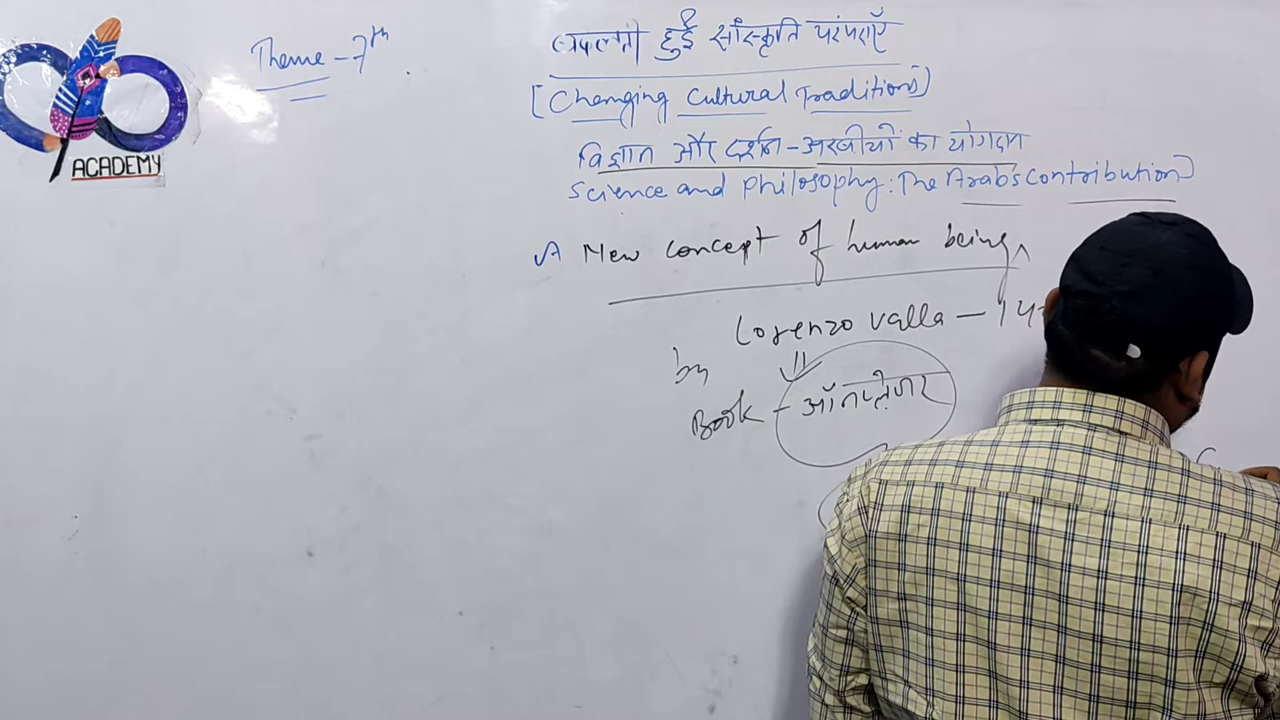 ACADEMY
Theme - 7th
बदलती हुई साँस्कृति परंपराएँ
[Changing Cultural Traditions]
विज्ञान और दर्शन - अरबीयों का योगदान
Science and Philosophy: The Arab's Contribution]
A New concept of human being
Lorenzo valla - 14
by
Book - ऑनप्लेजर